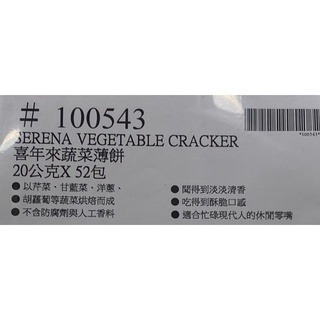 # 100543
*100543*
SERENA VEGETABLE CRACKER
喜年來蔬菜薄餅
20公克X 52包
● 以芹菜、甘藍菜、洋蔥、
胡蘿蔔等蔬菜烘焙而成
● 不含防腐劑與人工香料
● 聞得到淡淡清香
● 吃得到酥脆口感
● 適合忙碌現代人的休閒零嘴